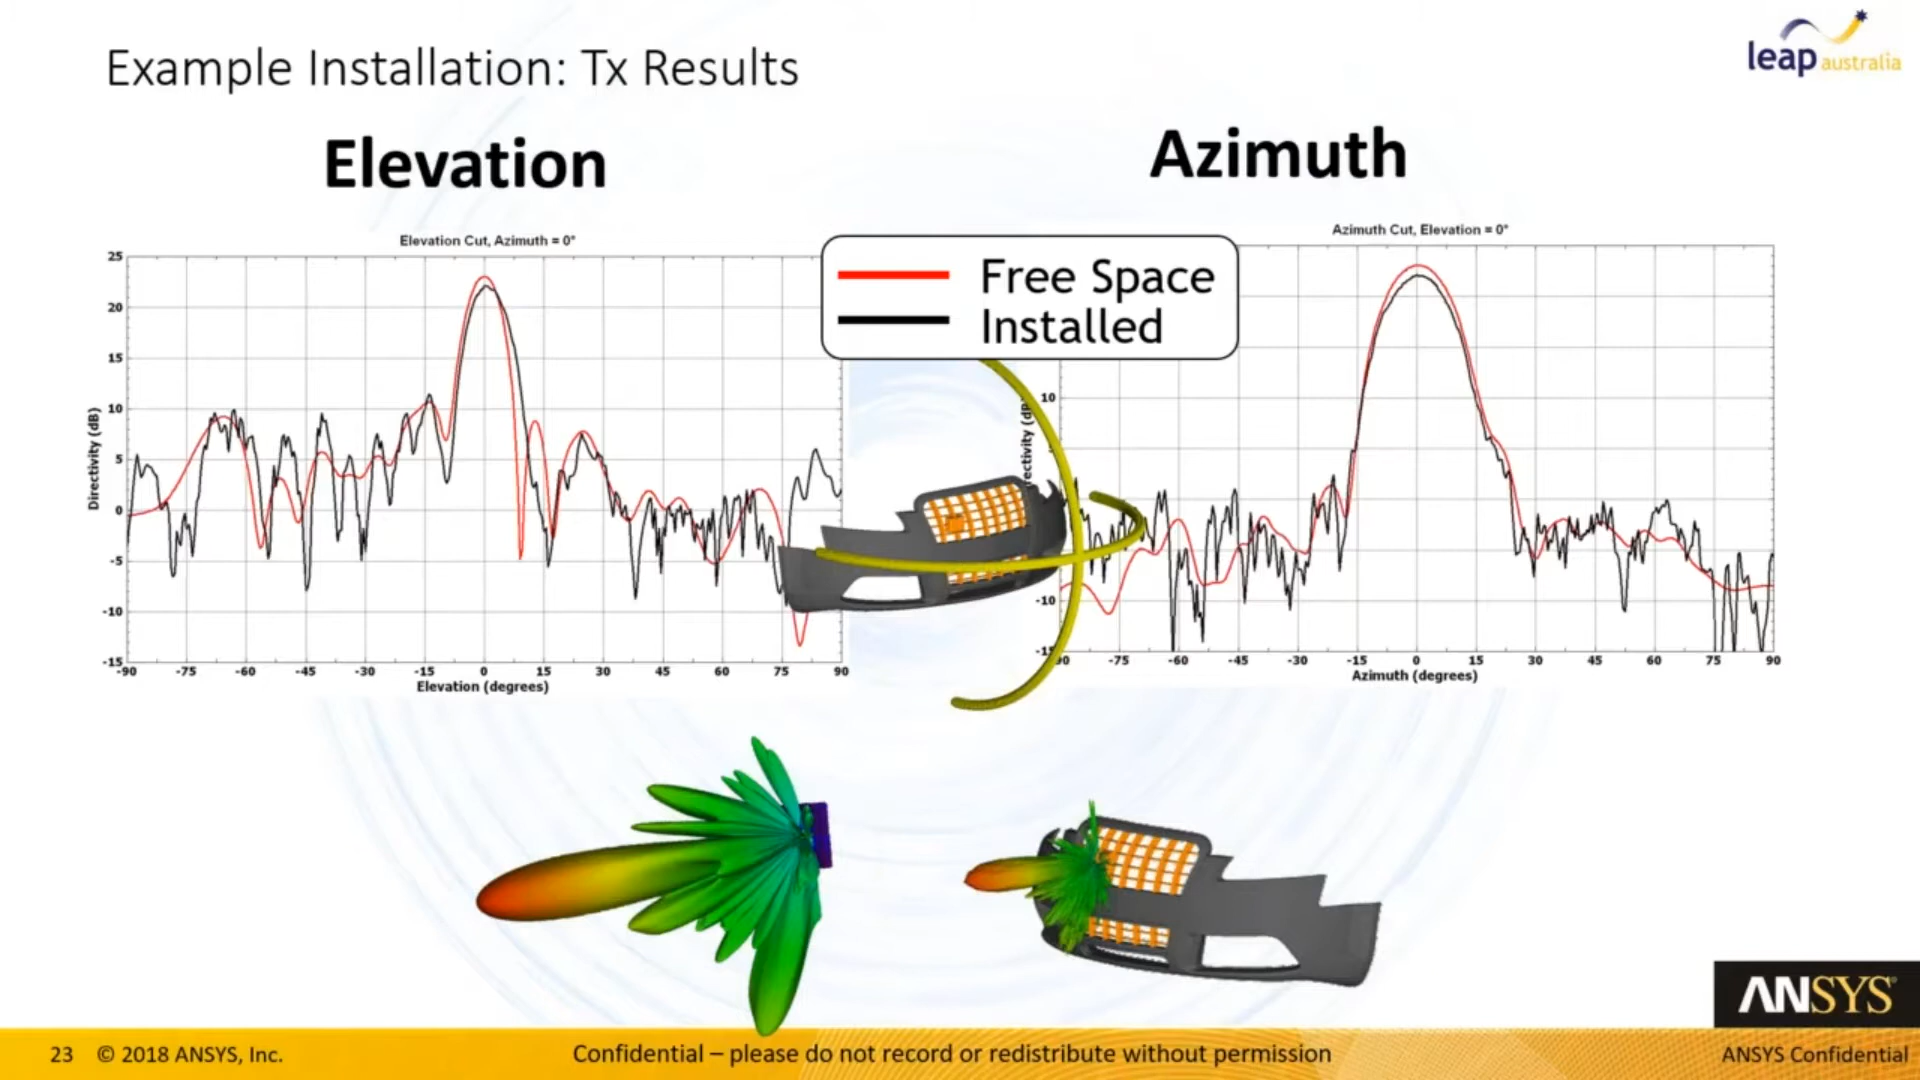 Example Installation: Tx Results
leap australia
Elevation
Azimuth
Elevation Cut, Azimuth = 0°
Azimuth Cut, Elevation = 0°
Free Space
Installed
Directivity (dB)
25
20
15
10
5
0
-5
-10
-15
-90 -75 -60 -45 -30 -15 0 15 30 45 60 75 90
Elevation (degrees)
rectivity (dB
10
-10
-15
90 -75 -60 -45 -30 -15 0 15 30 45 60 75 90
Azimuth (degrees)
ANSYS
23 © 2018 ANSYS, Inc.
Confidential – please do not record or redistribute without permission
ANSYS Confidential